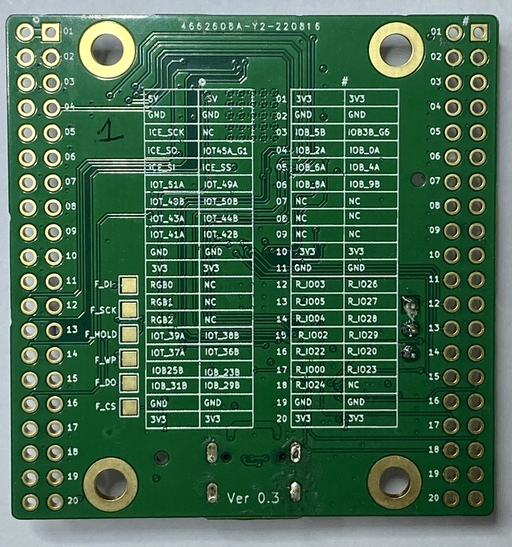 4662608A-Y2-220816
#
01 01
02 02
03 03
04 04
05 05
06 06
07 07
08 08
09 09
10 10
11 11
12 12
13 13
14 14
15 15
16 16
17 17
18 18
19 19
20 20
1
#
5V 5V 01 3V3 3V3
GND GND 02 GND GND
ICE_SCK NC 03 IOB_5B IOB3B_G6
ICE_SO IOT45A_G1 04 IOB_2A IOB_0A
ICE_SI ICE_SS 05 IOB_6A IOB_4A
IOT_51A IOT_49A 06 IOB_8A IOB_9B
IOT_48B IOT_50B 07 NC NC
IOT_43A IOT_44B 08 NC NC
IOT_41A IOT_42B 09 NC NC
GND GND 10 3V3 3V3
3V3 3V3 11 GND GND
RGB0 NC 12 R_IO03 R_IO26
RGB1 NC 13 R_IO05 R_IO27
RGB2 NC 14 R_IO04 R_IO28
IOT_39A IOT_38B 15 R_IO02 R_IO29
IOT_37A IOT_36B 16 R_IO22 R_IO20
IOB25B IOB_23B 17 R_IO00 R_IO23
IOB_31B IOB_29B 18 R_IO24 NC
GND GND 19 GND GND
3V3 3V3 20 3V3 3V3
F_DI
F_SCK
F_HOLD
F_WP
F_DO
F_CS
Ver 0.3